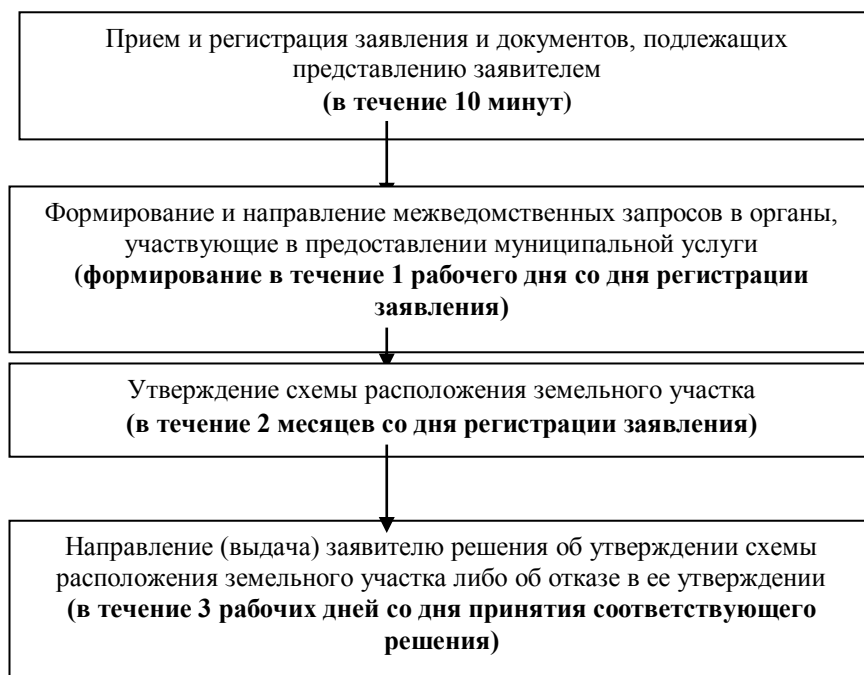 Прием и регистрация заявления и документов, подлежащих
представлению заявителем
(в течение 10 минут)
Формирование и направление межведомственных запросов в органы,
участвующие в предоставлении муниципальной услуги
(формирование в течение 1 рабочего дня со дня регистрации
заявления)
Утверждение схемы расположения земельного участка
(в течение 2 месяцев со дня регистрации заявления)
Направление (выдача) заявителю решения об утверждении схемы
расположения земельного участка либо об отказе в ее утверждении
(в течение 3 рабочих дней со дня принятия соответствующего
решения)